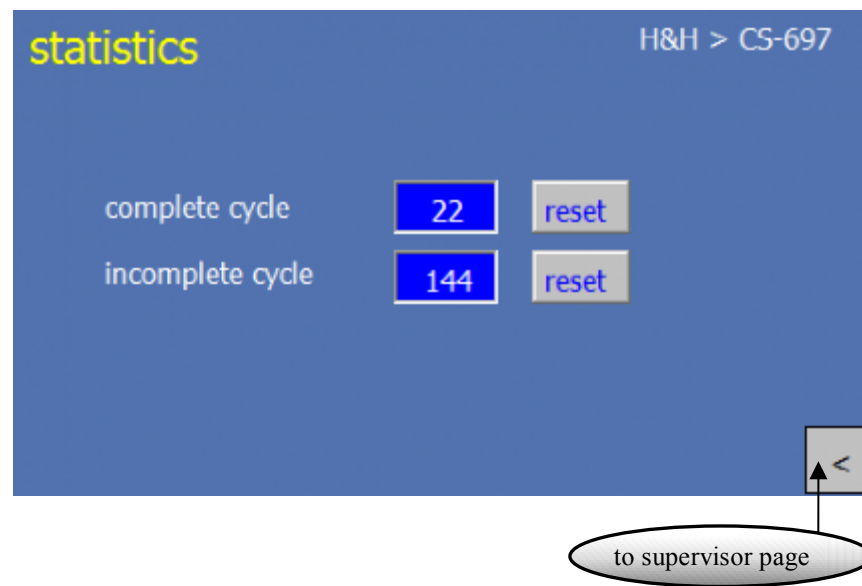 statistics H&H > CS-697
complete cycle 22 reset
incomplete cycle 144 reset
<
to supervisor page